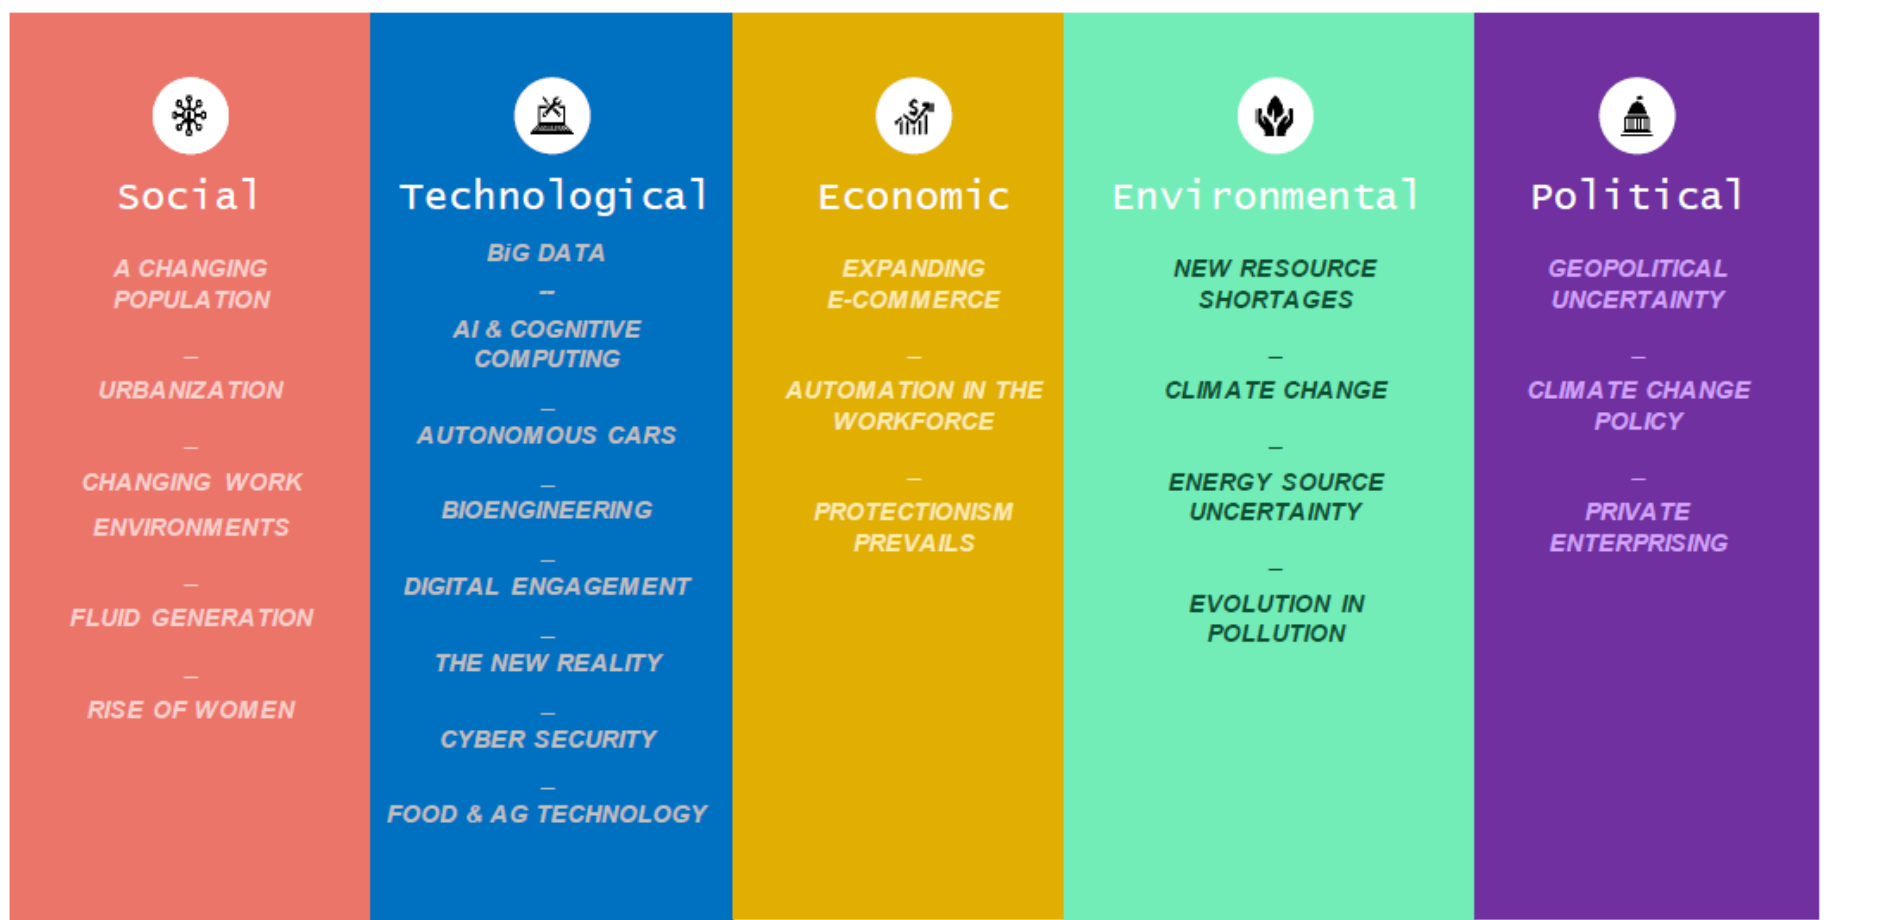 Social
A CHANGING
POPULATION
_
URBANIZATION
_
CHANGING WORK
ENVIRONMENTS
_
FLUID GENERATION
_
RISE OF WOMEN
Technological
BiG DATA
--
AI & COGNITIVE
COMPUTING
_
AUTONOMOUS CARS
_
BIOENGINEERING
_
DIGITAL ENGAGEMENT
_
THE NEW REALITY
_
CYBER SECURITY
_
FOOD & AG TECHNOLOGY
Economic
EXPANDING
E-COMMERCE
_
AUTOMATION IN THE
WORKFORCE
_
PROTECTIONISM
PREVAILS
Environmental
NEW RESOURCE
SHORTAGES
_
CLIMATE CHANGE
_
ENERGY SOURCE
UNCERTAINTY
_
EVOLUTION IN
POLLUTION
Political
GEOPOLITICAL
UNCERTAINTY
_
CLIMATE CHANGE
POLICY
_
PRIVATE
ENTERPRISING